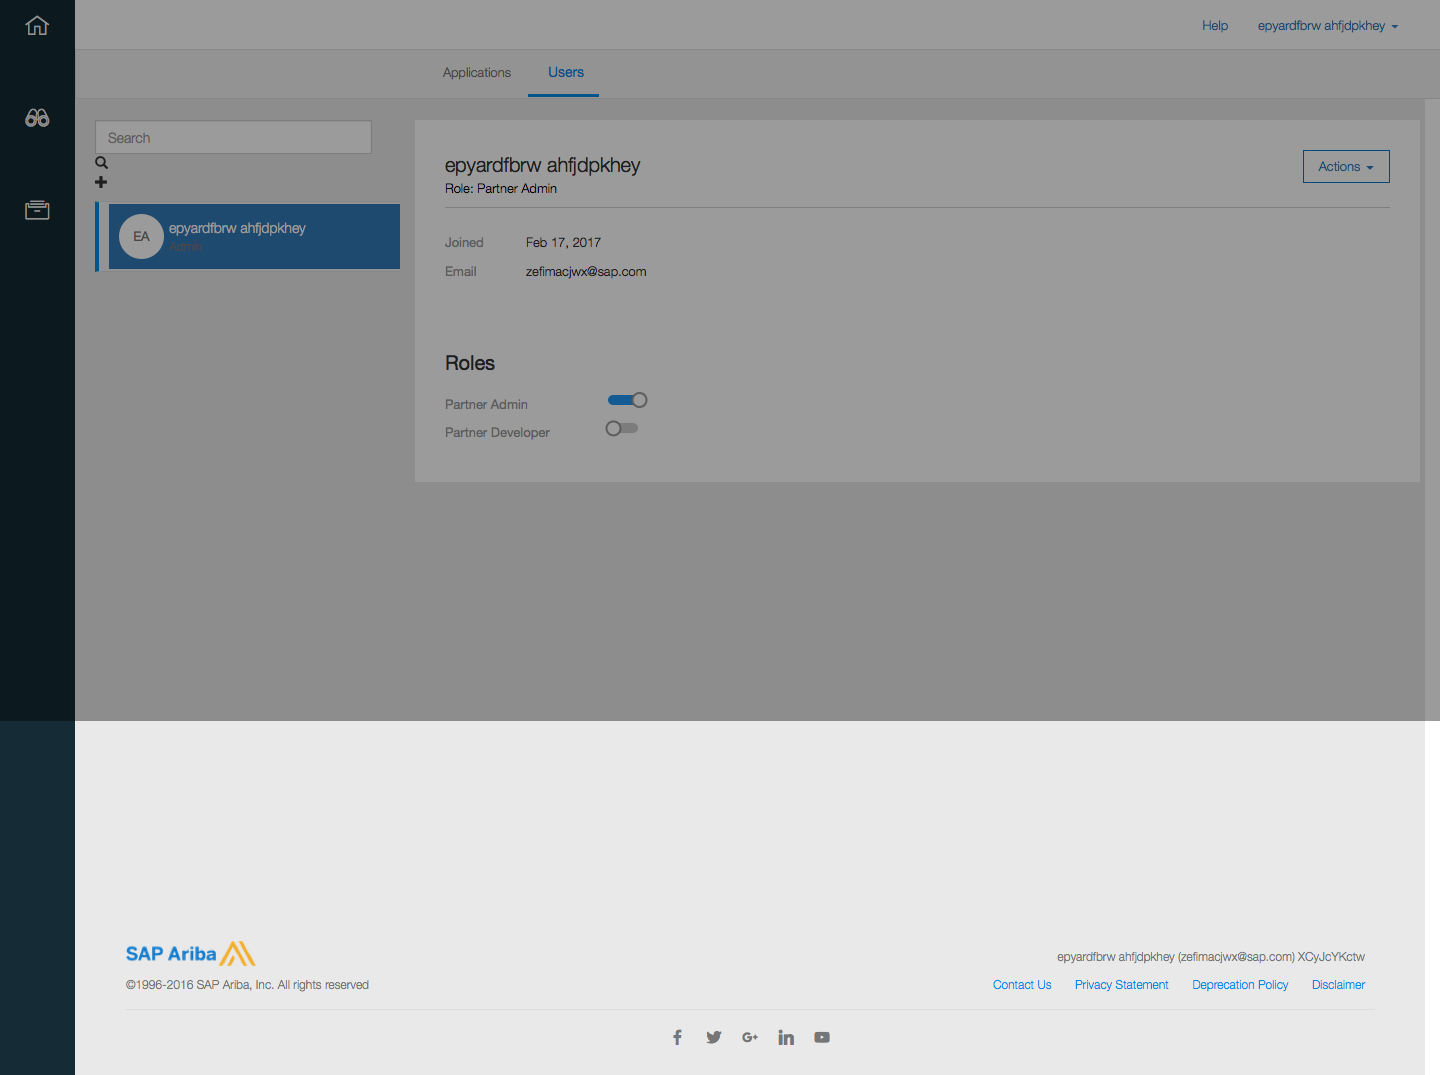 Help epyardfbrw ahfjdpkhey
Applications Users
Search
EA
epyardfbrw ahfjdpkhey
Admin
epyardfbrw ahfjdpkhey
Actions
Role: Partner Admin
Joined Feb 17, 2017
Email zefimacjwx@sap.com
Roles
Partner Admin
Partner Developer
SAP Ariba
epyardfbrw ahfjdpkhey (zefimacjwx@sap.com) XCyJcYKctw
©1996-2016 SAP Ariba, Inc. All rights reserved
Contact Us Privacy Statement Deprecation Policy Disclaimer